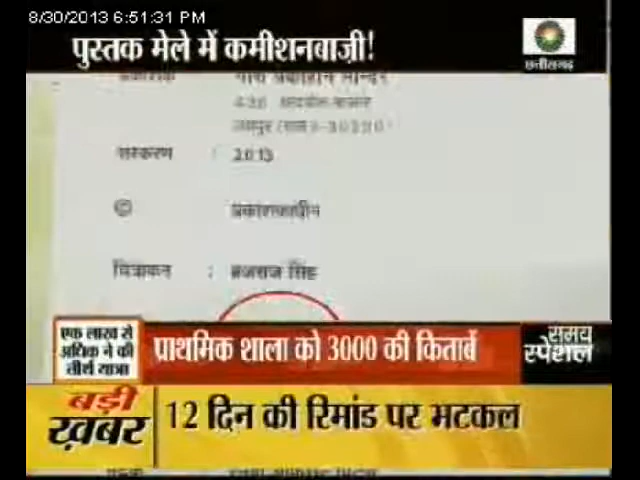 8/30/2013 6:51:31 PM
पुस्तक मेले में कमीशनबाज़ी!
छत्तीसगढ़
संस्करण : 2013
©
प्रकाशकाधीन
चित्रांकन : ब्रजराज सिंह
एक लाख से
अधिक ने की
तीर्थ यात्रा
प्राथमिक शाला को 3000 की किताबें
समय
स्पेशल
बड़ी
ख़बर
12 दिन की रिमांड पर भटकल